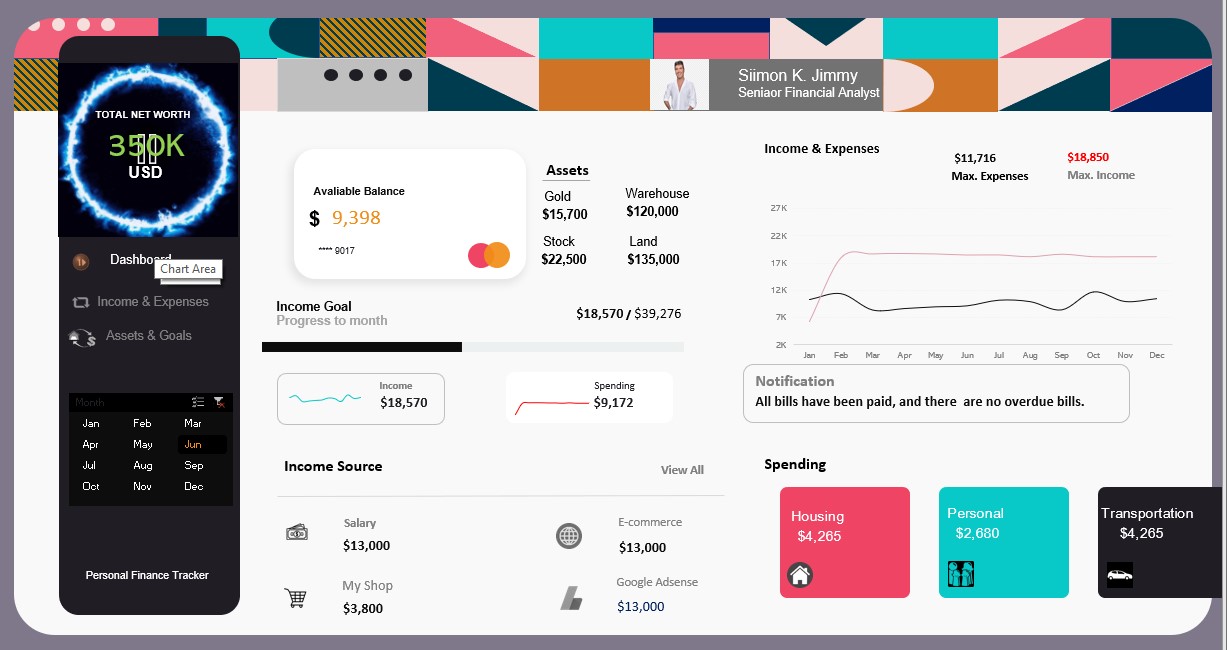 Siimon K. Jimmy
Seniaor Financial Analyst
TOTAL NET WORTH
350K
USD
Dashboard
Chart Area
Income & Expenses
Assets & Goals
Month
Jan Feb Mar
Apr May Jun
Jul Aug Sep
Oct Nov Dec
Personal Finance Tracker
Avaliable Balance
$ 9,398
**** 9017
Assets
Gold
$15,700
Warehouse
$120,000
Stock
$22,500
Land
$135,000
Income Goal
Progress to month
$18,570 / $39,276
Income
$18,570
Spending
$9,172
Income & Expenses
$11,716
Max. Expenses
$18,850
Max. Income
27K
22K
17K
12K
7K
2K
Jan Feb Mar Apr May Jun Jul Aug Sep Oct Nov Dec
Notification
All bills have been paid, and there are no overdue bills.
Income Source
View All
Salary
$13,000
E-commerce
$13,000
My Shop
$3,800
Google Adsense
$13,000
Spending
Housing
$4,265
Personal
$2,680
Transportation
$4,265